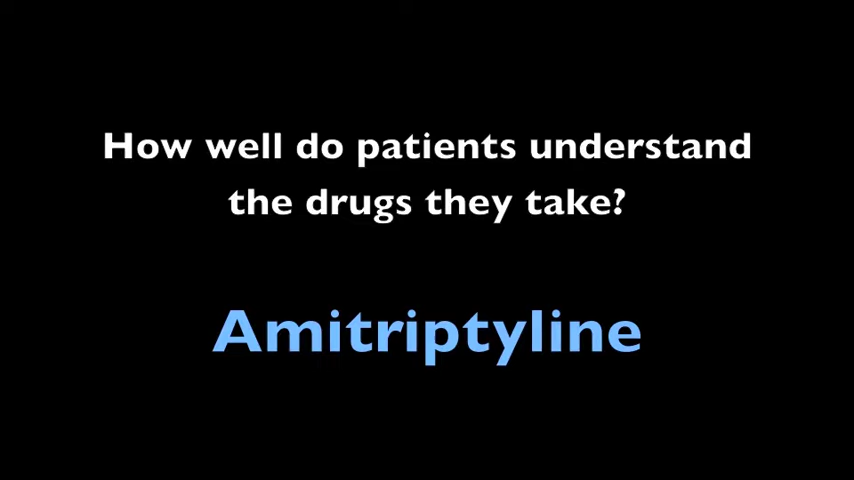 How well do patients understand
the drugs they take?
Amitriptyline